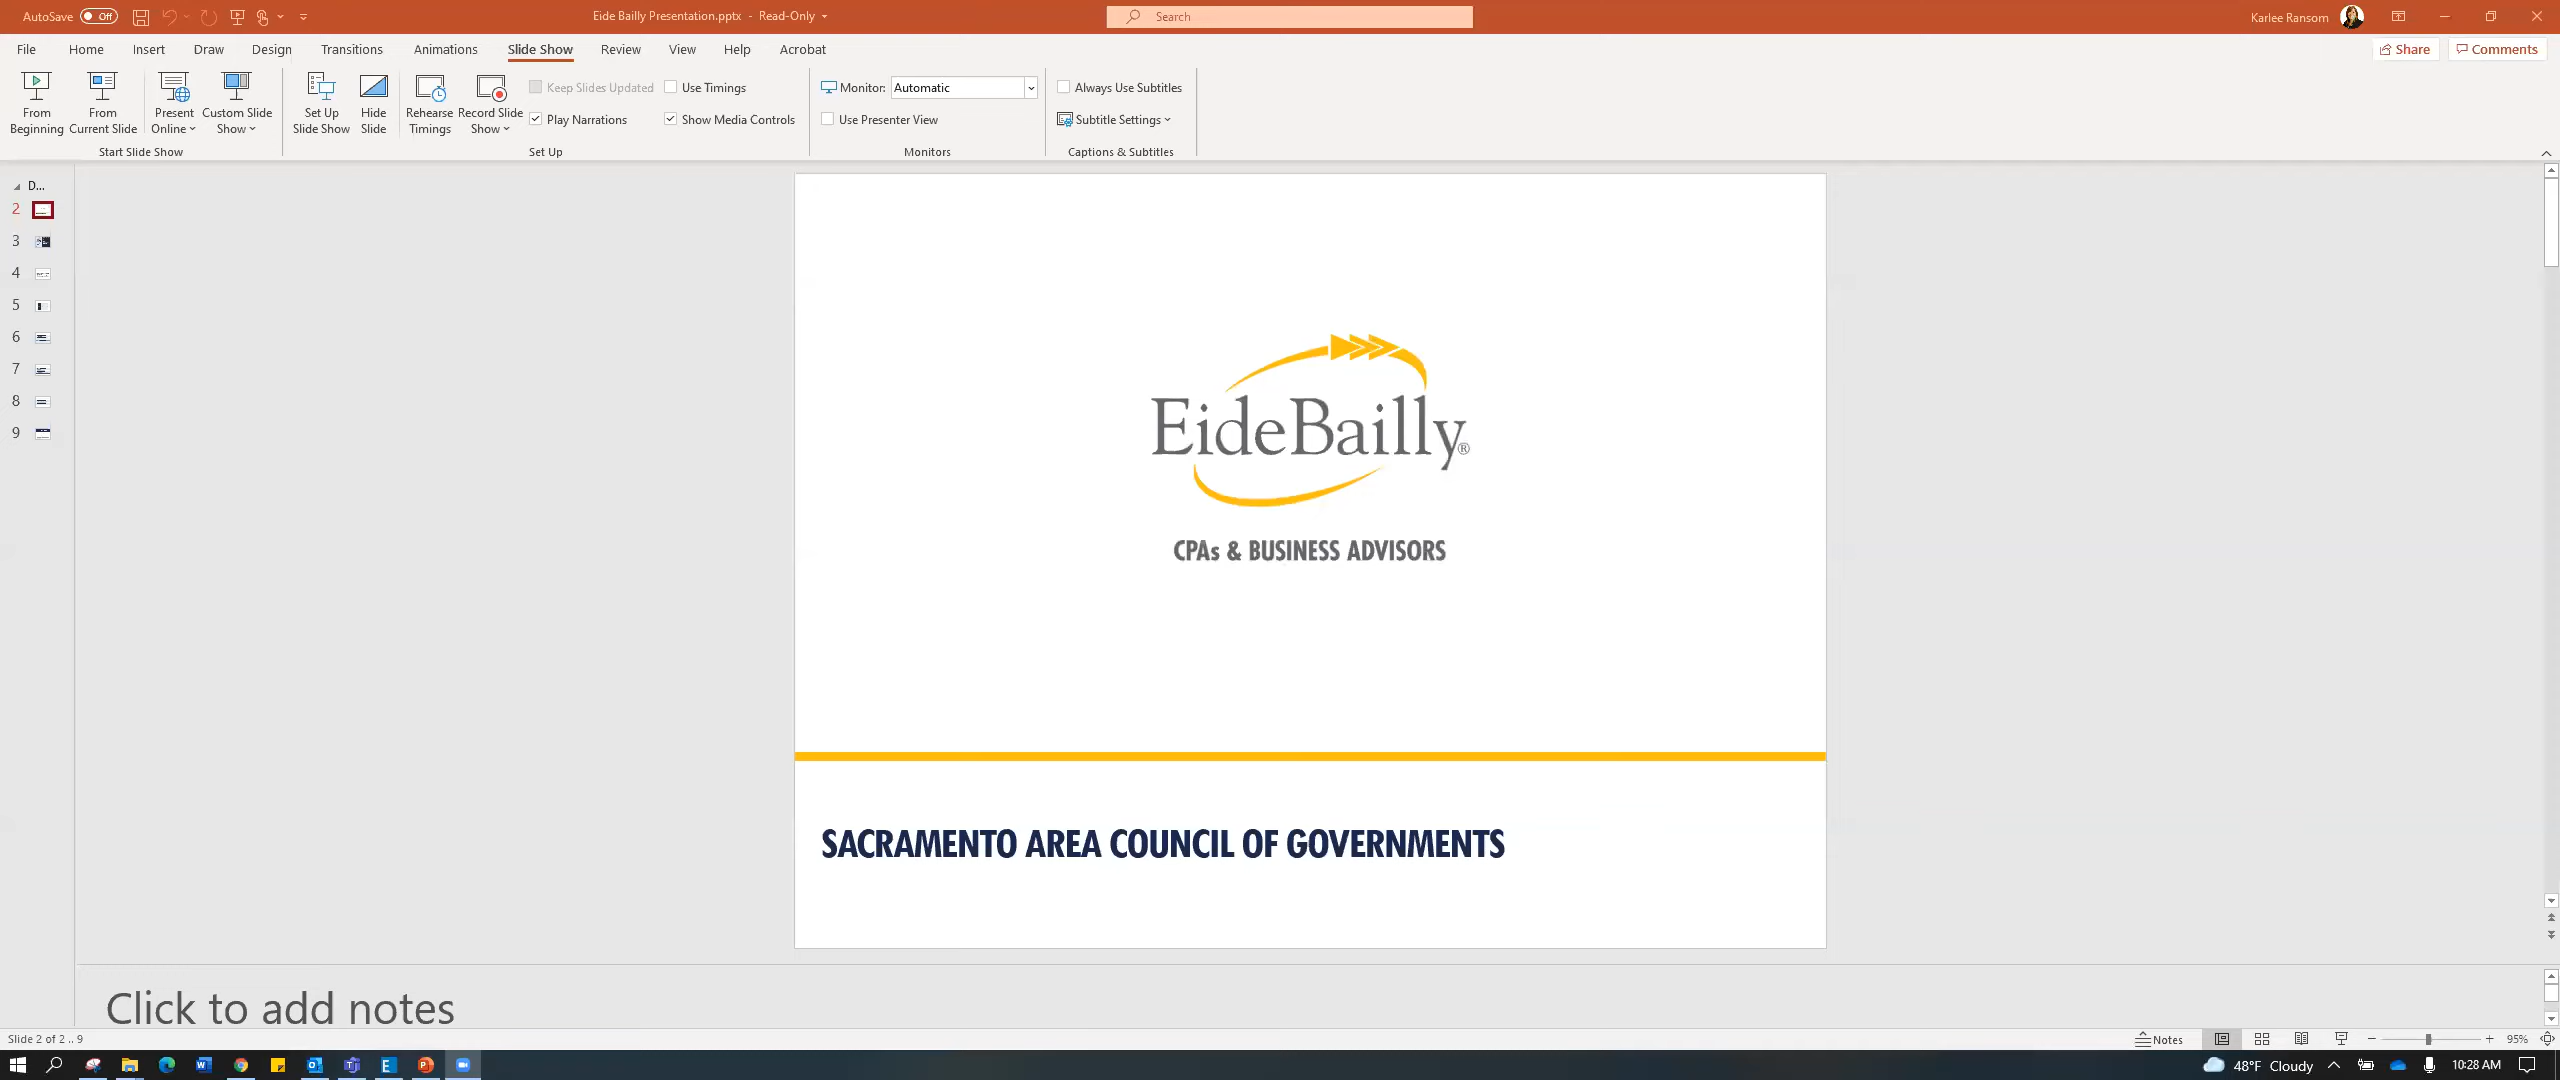 AutoSave Off Eide Bailly Presentation.pptx - Read-Only Search Karlee Ransom
File Home Insert Draw Design Transitions Animations Slide Show Review View Help Acrobat Share Comments
From Beginning
From Current Slide
Present Online
Custom Slide Show
Set Up Slide Show
Hide Slide
Rehearse Timings
Record Slide Show
Keep Slides Updated Use Timings
Play Narrations Show Media Controls
Monitor: Automatic
Use Presenter View
Always Use Subtitles
Subtitle Settings
Start Slide Show Set Up Monitors Captions & Subtitles
D...
2
3
4
5
6
7
8
9
EideBailly®
CPAs & BUSINESS ADVISORS
SACRAMENTO AREA COUNCIL OF GOVERNMENTS
Click to add notes
Slide 2 of 2 .. 9 Notes 95%
48°F Cloudy 10:28 AM